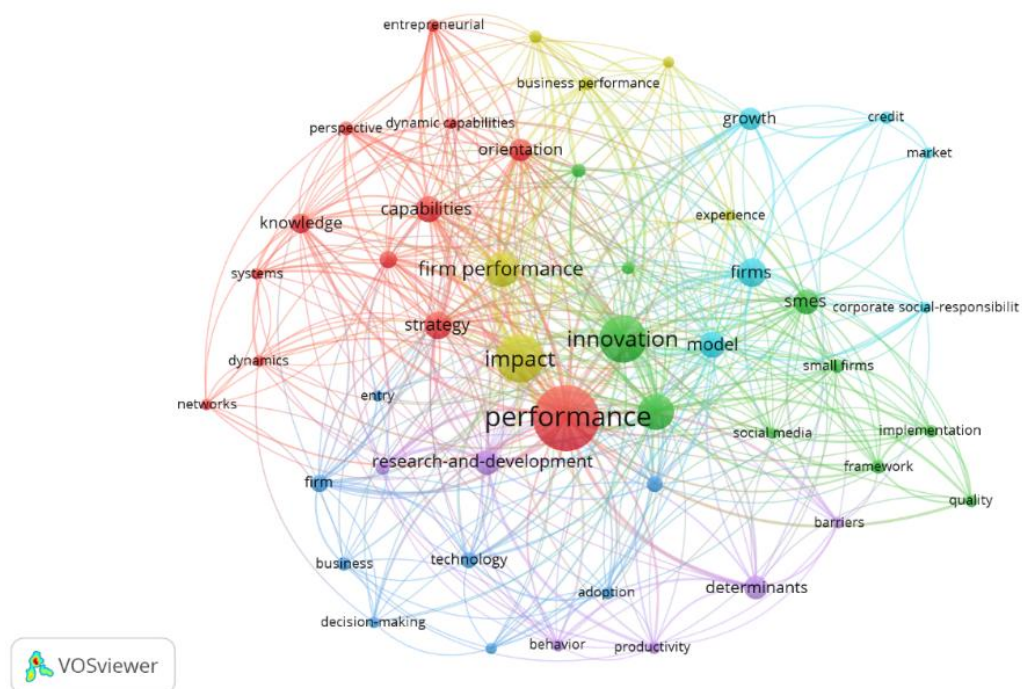 entrepreneurial
business performance
perspective
dynamic capabilities
growth
credit
orientation
market
capabilities
knowledge
experience
systems
firm performance
firms
smes
corporate social-responsibilit
strategy
innovation
model
impact
small firms
dynamics
entry
networks
performance
social media
implementation
research-and-development
framework
firm
quality
barriers
technology
business
determinants
adoption
decision-making
behavior
productivity
VOSviewer